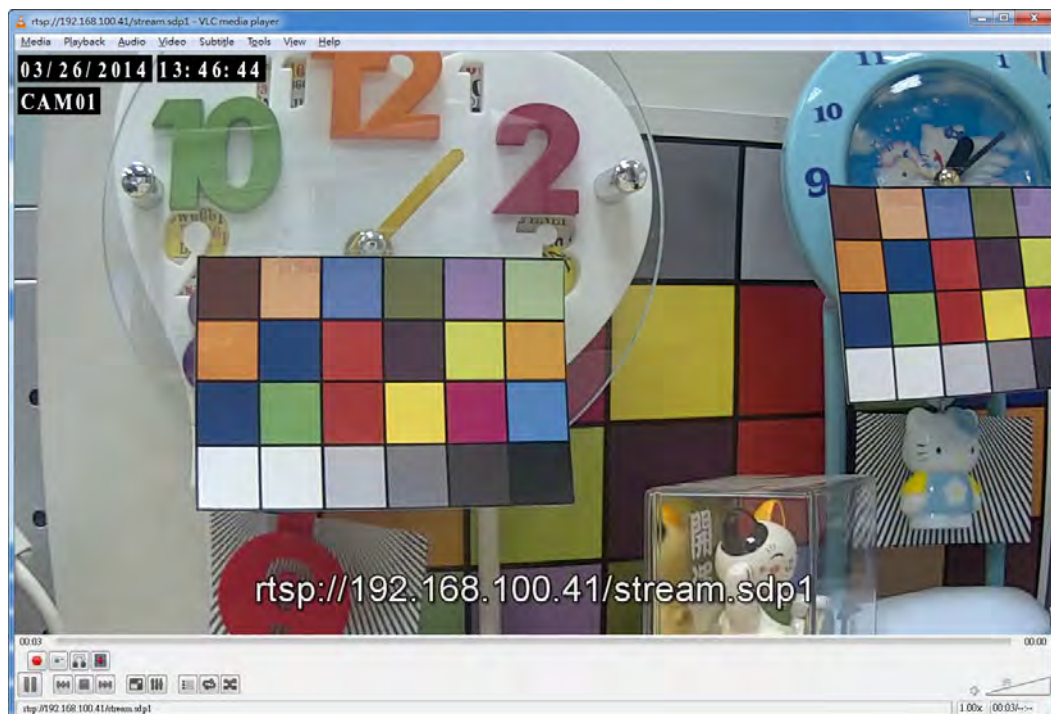 rtsp://192.168.100.41/stream.sdp1 - VLC media player
Media Playback Audio Video Subtitle Tools View Help
03/26/2014 13:46:44
CAM01
12
10
2
3
11
1
10
9
開
rtsp://192.168.100.41/stream.sdp1
00:03
00:00
rtsp://192.168.100.41/stream.sdp1
1.00x
00:03/--:--